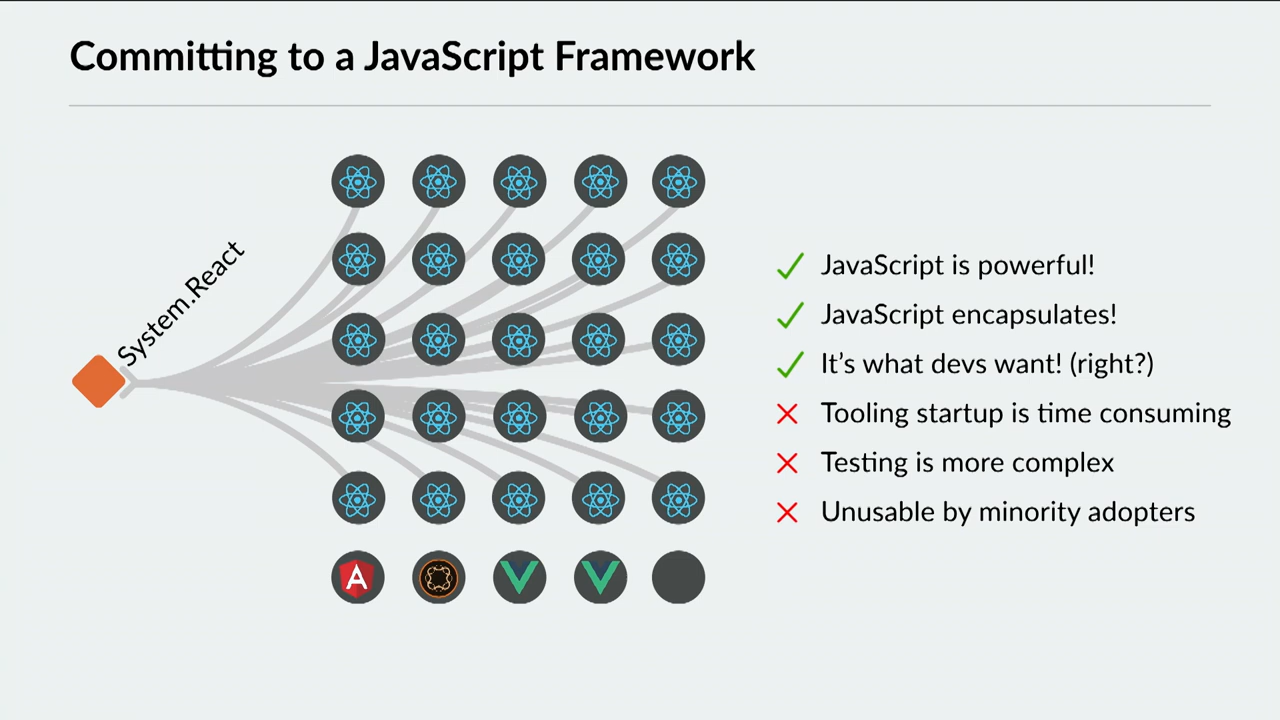 Committing to a JavaScript Framework
System.React
JavaScript is powerful!
JavaScript encapsulates!
It’s what devs want! (right?)
Tooling startup is time consuming
Testing is more complex
Unusable by minority adopters
A